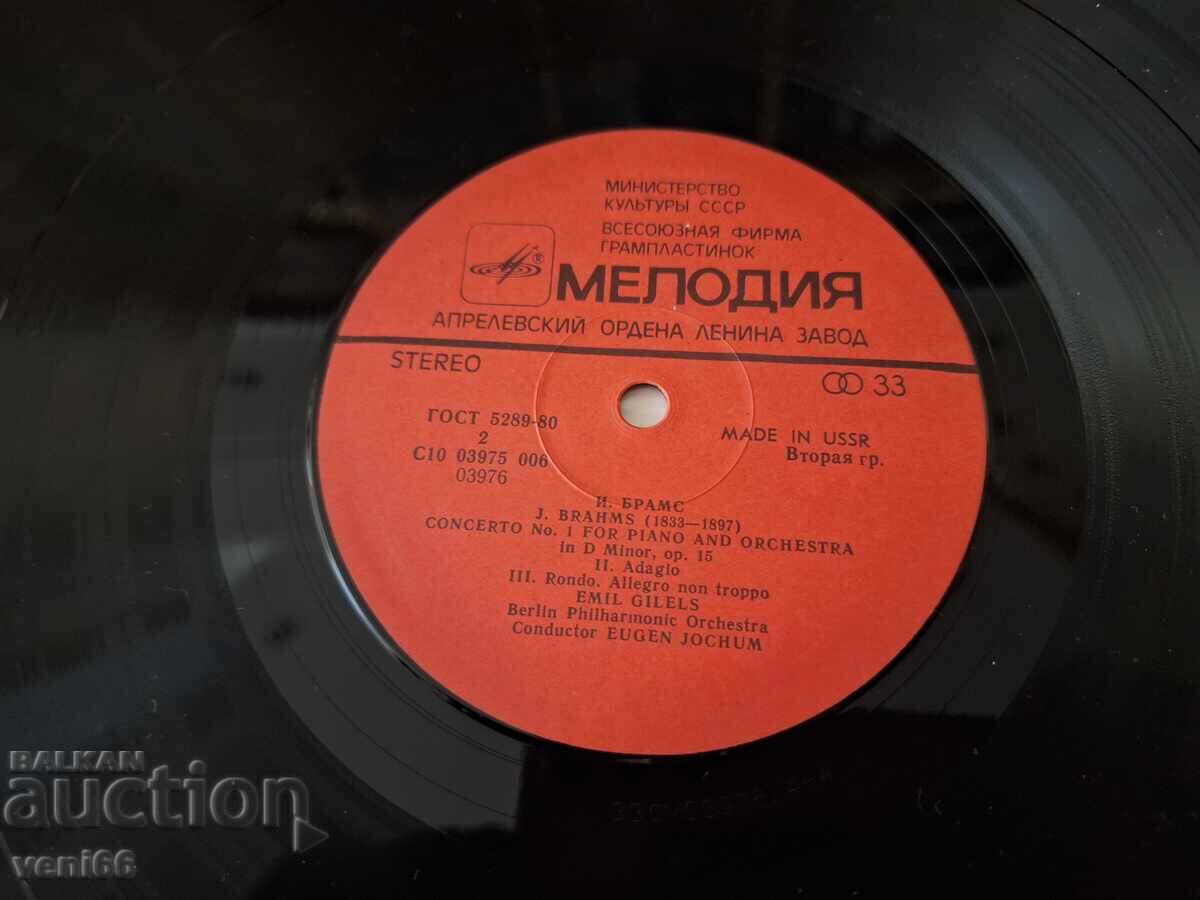 МИНИСТЕРСТВО
КУЛЬТУРЫ СССР
ВСЕСОЮЗНАЯ ФИРМА
ГРАМПЛАСТИНОК
®
МЕЛОДИЯ
АПРЕЛЕВСКИЙ ОРДЕНА ЛЕНИНА ЗАВОД
STEREO
33
ГОСТ 5289-80
2
С10 03975 006
03976
MADE IN USSR
Вторая гр.
И. БРАМС
J. BRAHMS (1833—1897)
CONCERTO No. 1 FOR PIANO AND ORCHESTRA
in D Minor, op. 15
II. Adagio
III. Rondo. Allegro non troppo
EMIL GILELS
Berlin Philharmonic Orchestra
Conductor EUGEN JOCHUM
BALKAN
auction
veni66